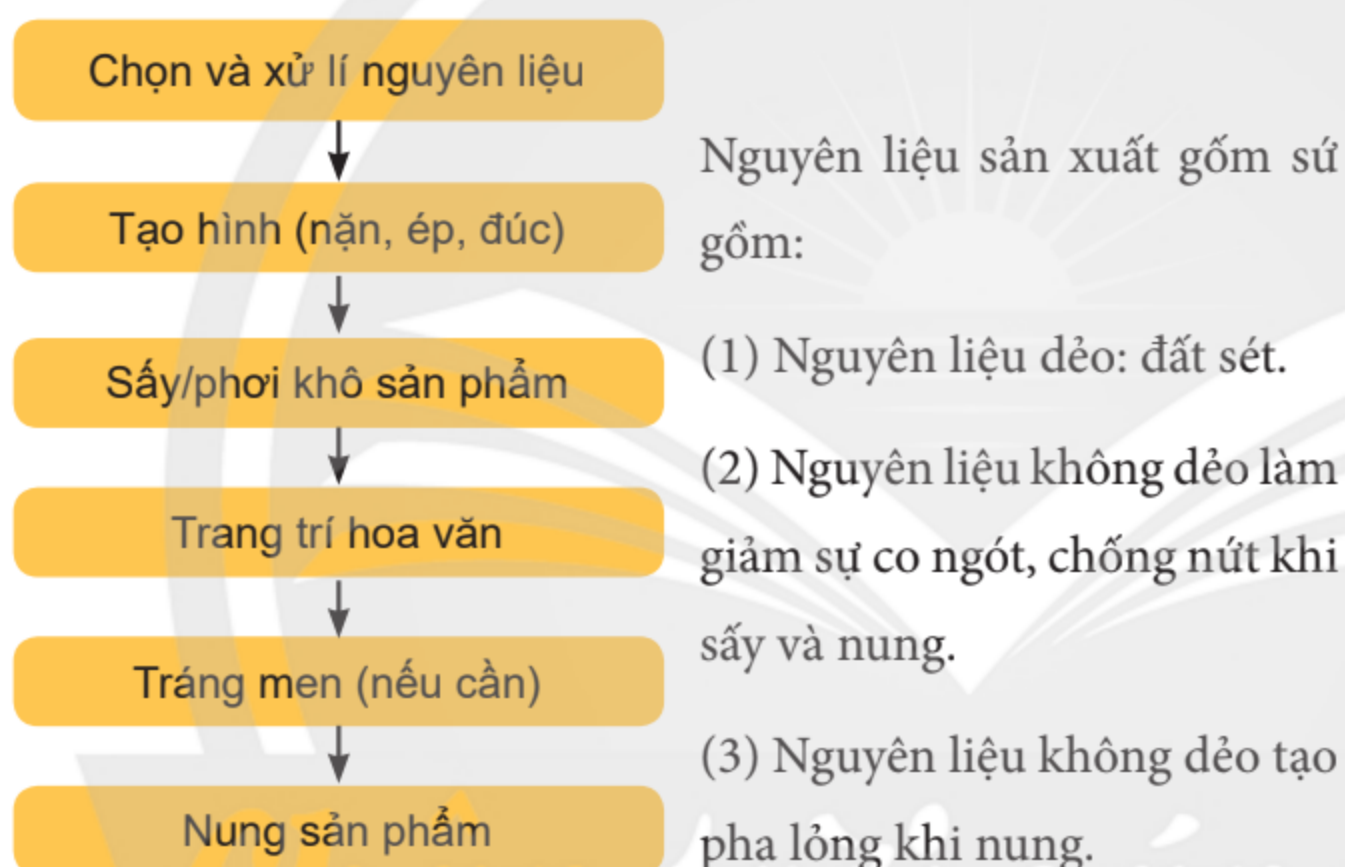 Chọn và xử lí nguyên liệu
Tạo hình (nặn, ép, đúc)
Sấy/phơi khô sản phẩm
Trang trí hoa văn
Tráng men (nếu cần)
Nung sản phẩm
Nguyên liệu sản xuất gốm sứ
gồm:
(1) Nguyên liệu dẻo: đất sét.
(2) Nguyên liệu không dẻo làm
giảm sự co ngót, chống nứt khi
sấy và nung.
(3) Nguyên liệu không dẻo tạo
pha lỏng khi nung.